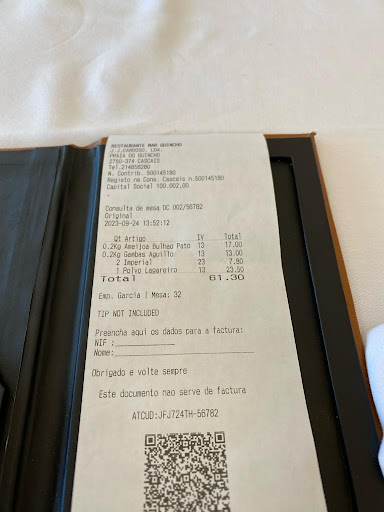 RESTAURANTE MAR GUINCHO
J.J.CARDOSO, LDA.
PRAIA DO GUINCHO
2750-374 CASCAIS
Tel.214858280
N. Contrib. 500145180
Registo na Cons. Cascais n.500145180
Capital Social 100.002,00
Consulta de mesa DC 002/56782
Original
2023-09-24 13:52:12
Qt Artigo IV Total
0.2Kg Ameijoa Bulhao Pato 13 17.00
0.2Kg Gambas Aguilho 13 13.00
2 Imperial 23 7.80
1 Polvo Lagareiro 13 23.50
Total 61.30
Emp. Garcia | Mesa: 32
TIP NOT INCLUDED
Preencha aqui os dados para a factura:
NIF :
Nome:
Obrigado e volte sempre
Este documento nao serve de factura
ATCUD:JFJ724TH-56782